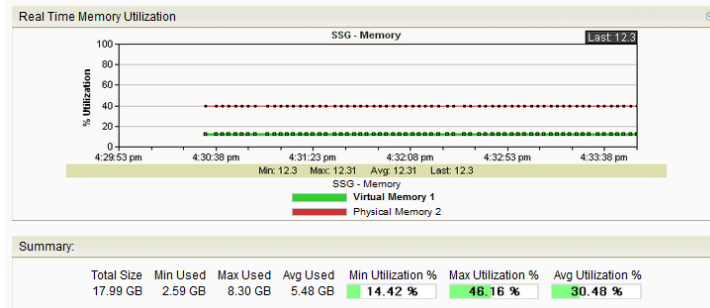 Real Time Memory Utilization
SSG - Memory
Last: 12.3
100
80
60
40
20
0
% Utilization
4:29:53 pm 4:30:38 pm 4:31:23 pm 4:32:08 pm 4:32:53 pm 4:33:38 pm
Min: 12.3 Max: 12.31 Avg: 12.31 Last: 12.3
SSG - Memory
Virtual Memory 1
Physical Memory 2
Summary:
Total Size Min Used Max Used Avg Used Min Utilization % Max Utilization % Avg Utilization %
17.99 GB 2.59 GB 8.30 GB 5.48 GB 14.42 % 46.16 % 30.48 %